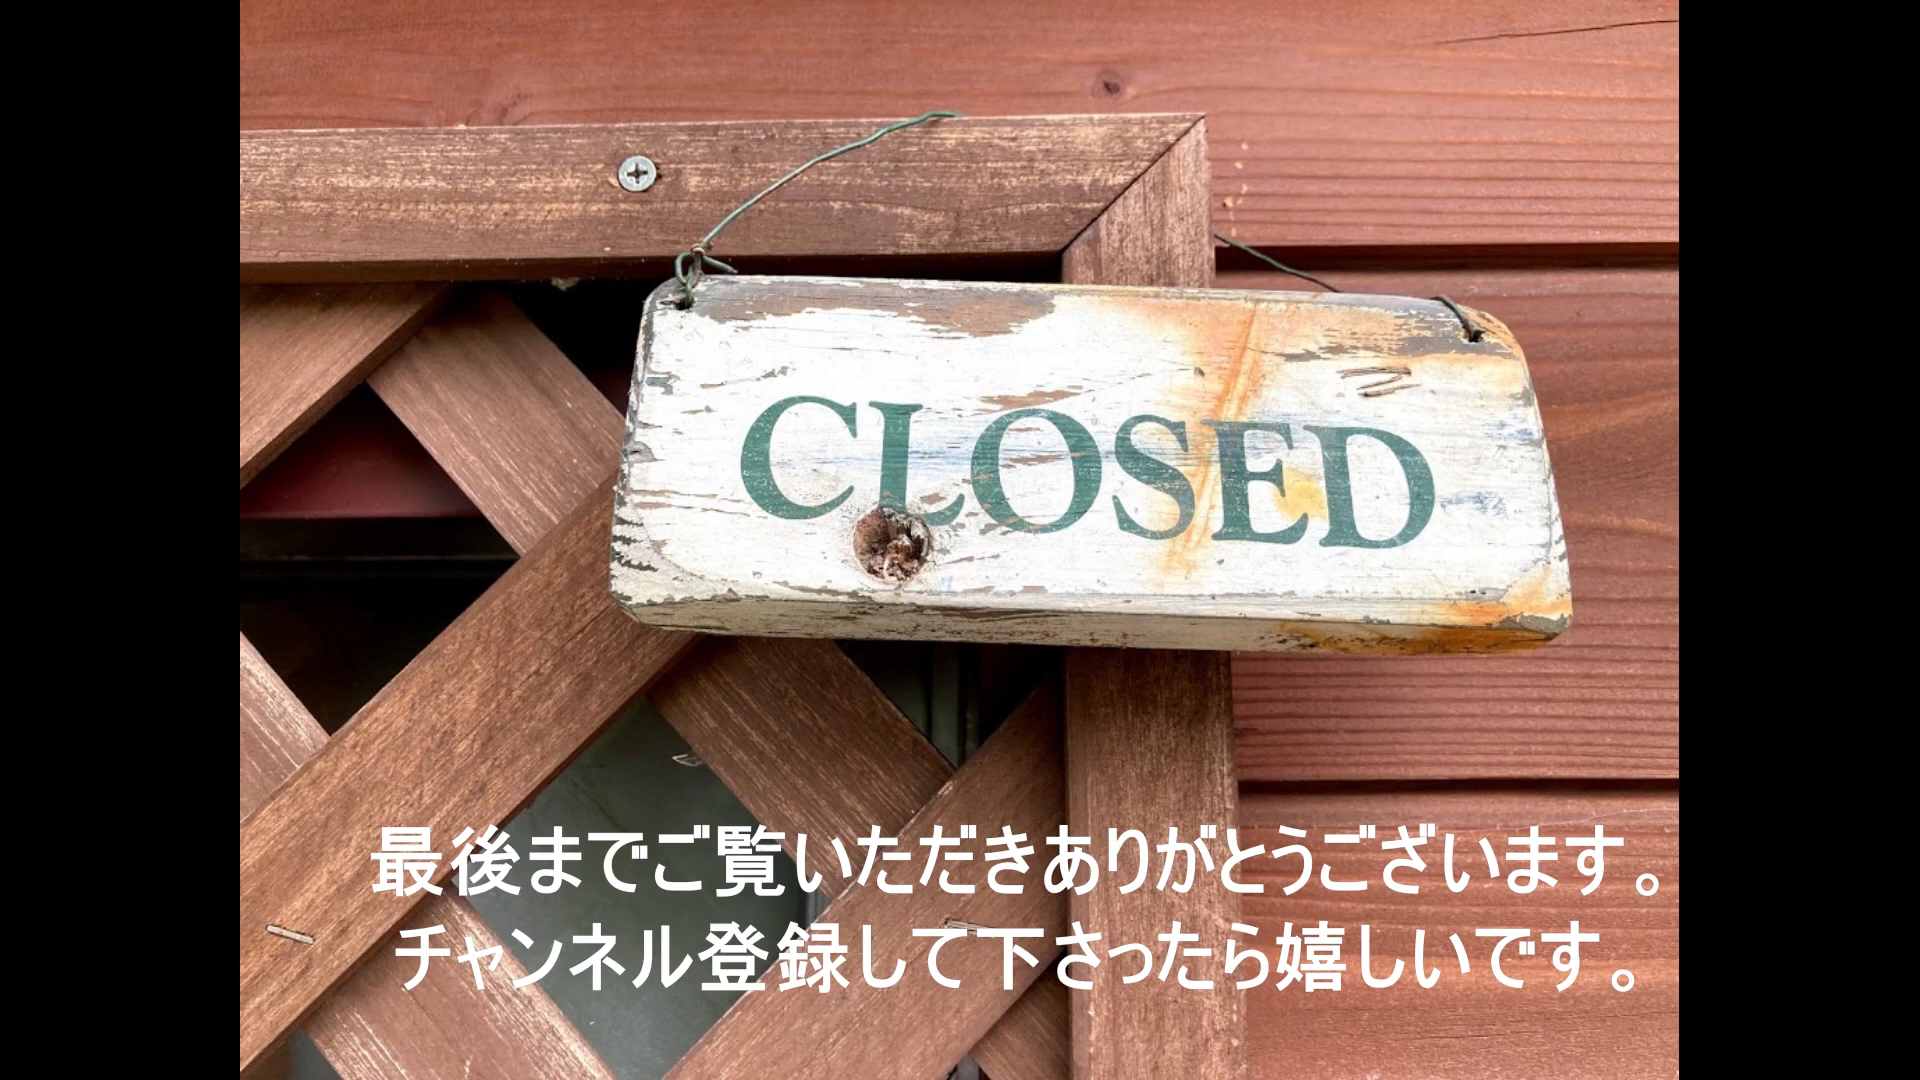 CLOSED
最後までご覧いただきありがとうございます。
チャンネル登録して下さったら嬉しいです。